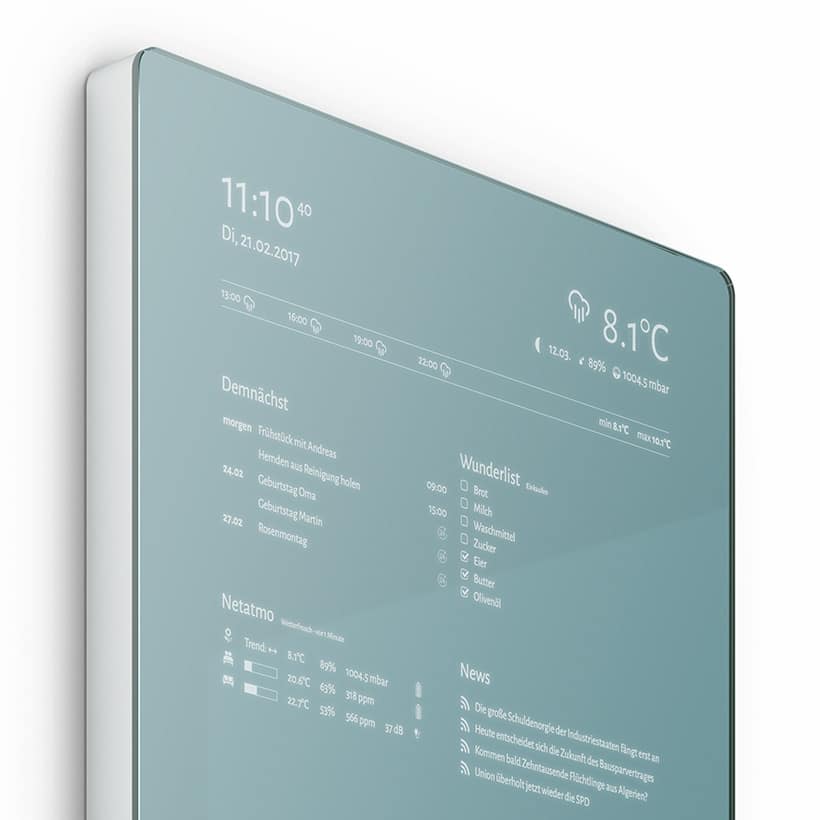 11:10 40
Di, 21.02.2017
8.1°C
12.03. 89% 1004.5 mbar
13:00 16:00 19:00 22:00
min 8.1°C max 10.1°C
Demnächst
morgen Frühstück mit Andreas 09:00
Hemden aus Reinigung holen 15:00
24.02 Geburtstag Oma 24
Geburtstag Martin 24
27.02 Rosenmontag 24
Wunderlist Einkaufen
Brot
Milch
Waschmittel
Zucker
Eier
Butter
Olivenöl
Netatmo
Trend: ↔ 8.1°C 89% 1004.5 mbar
20.6°C 63% 318 ppm
22.7°C 53% 566 ppm 37 dB
News
Die große Schuldenorgie der Industriestaaten fängt erst an
Heute entscheidet sich die Zukunft des Bausparvertrages
Kommen bald Zehntausende Flüchtlinge aus Algerien?
Union überholt jetzt wieder die SPD